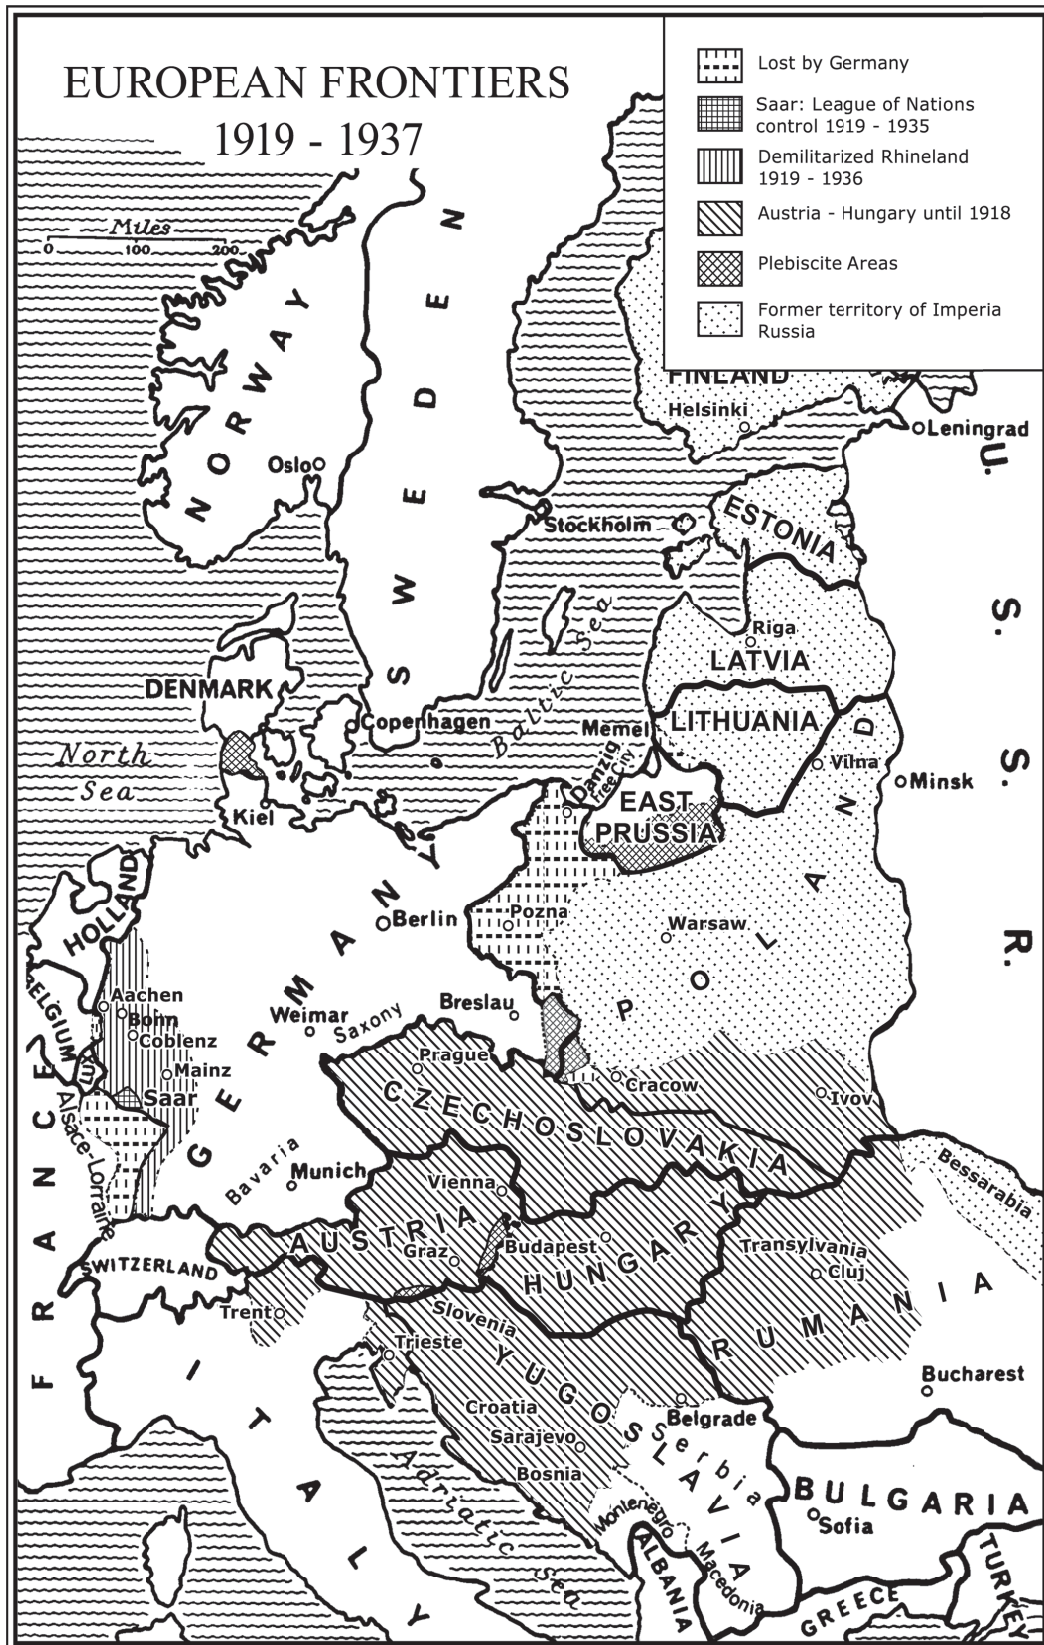 EUROPEAN FRONTIERS
1919 - 1937
Lost by Germany
Saar: League of Nations
control 1919 - 1935
Demilitarized Rhineland
1919 - 1936
Austria - Hungary until 1918
Plebiscite Areas
Former territory of Imperia
Russia
Miles
0 100 200
NORWAY
SWEDEN
FINLAND
Helsinki
Leningrad
U. S. S. R.
Oslo
Stockholm
ESTONIA
Baltic Sea
Riga
LATVIA
DENMARK
Copenhagen
Memel
LITHUANIA
North
Sea
Danzig
Free City
Vilna
Minsk
Kiel
EAST
PRUSSIA
HOLLAND
GERMANY
Berlin
Pozna
Warsaw
POLAND
BELGIUM
Aachen
Bonn
Coblenz
Weimar
Saxony
Breslau
LUX
Mainz
Prague
Cracow
Ivov
Saar
CZECHOSLOVAKIA
FRANCE
Alsace-Lorraine
Bavaria
Munich
Vienna
Bessarabia
AUSTRIA
Graz
Budapest
HUNGARY
Transylvania
Cluj
SWITZERLAND
Trent
Slovenia
RUMANIA
Trieste
ITALY
YUGOSLAVIA
Croatia
Belgrade
Bucharest
Sarajevo
Serbia
Bosnia
Adriatic sea
BULGARIA
Sofia
Montenegro
ALBANIA
Macedonia
GREECE
TURKEY